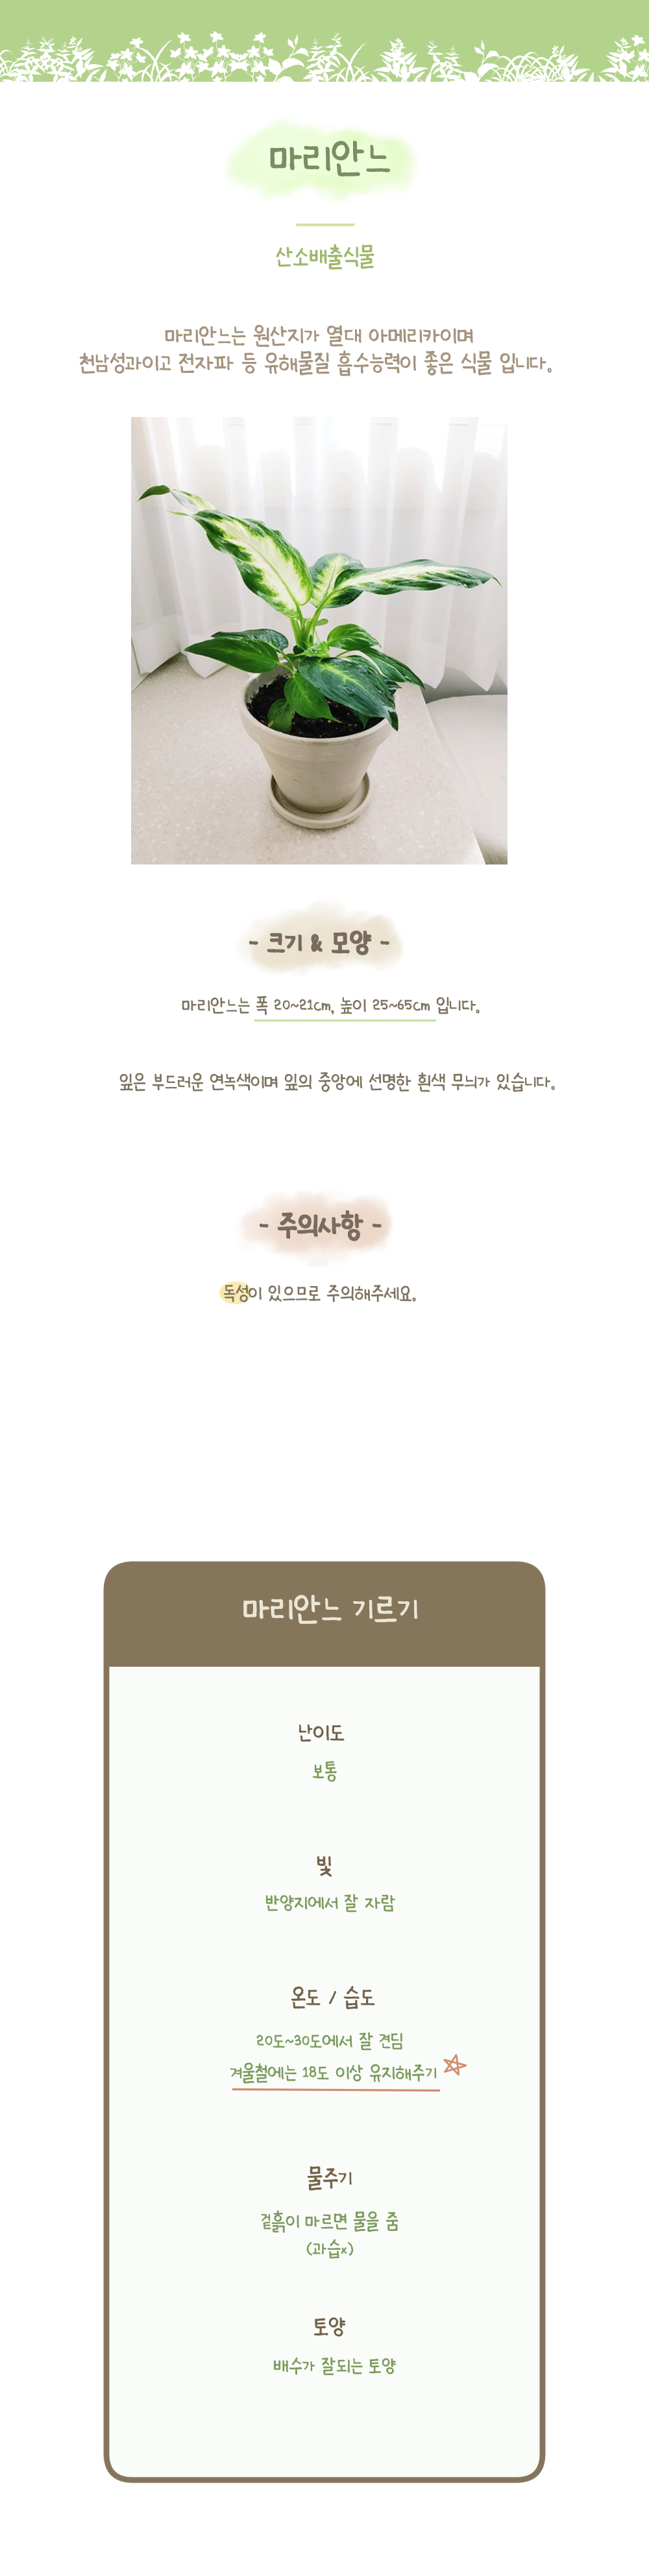 마리안느
산소배출식물
마리안느는 원산지가 열대 아메리카이며
천남성과이고 전자파 등 유해물질 흡수능력이 좋은 식물 입니다.
- 크기 & 모양 -
마리안느는 폭 20~21cm, 높이 25~65cm 입니다.
잎은 부드러운 연녹색이며 잎의 중앙에 선명한 흰색 무늬가 있습니다.
- 주의사항 -
독성이 있으므로 주의해주세요.
마리안느 기르기
난이도
보통
빛
반양지에서 잘 자람
온도 / 습도
20도~30도에서 잘 견딤
겨울철에는 18도 이상 유지해주기
물주기
겉흙이 마르면 물을 줌
(과습x)
토양
배수가 잘되는 토양